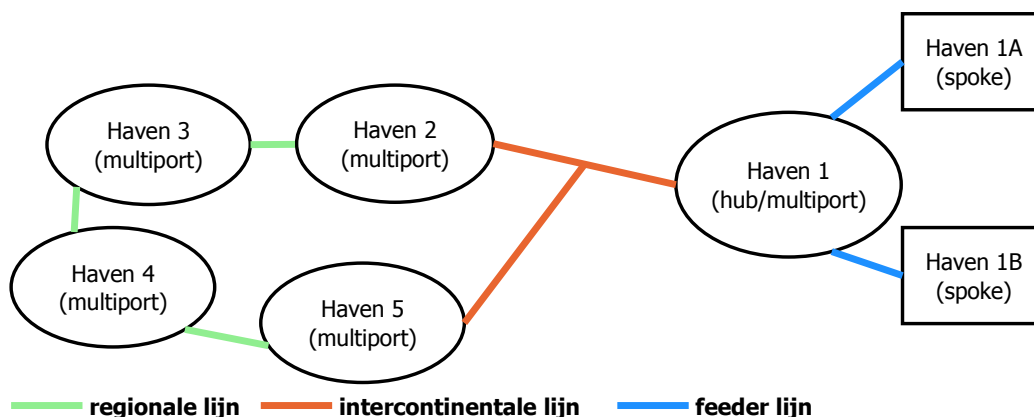 Haven 1A
(spoke)
Haven 3
(multiport)
Haven 2
(multiport)
Haven 1
(hub/multiport)
Haven 4
(multiport)
Haven 5
(multiport)
Haven 1B
(spoke)
regionale lijn
intercontinentale lijn
feeder lijn